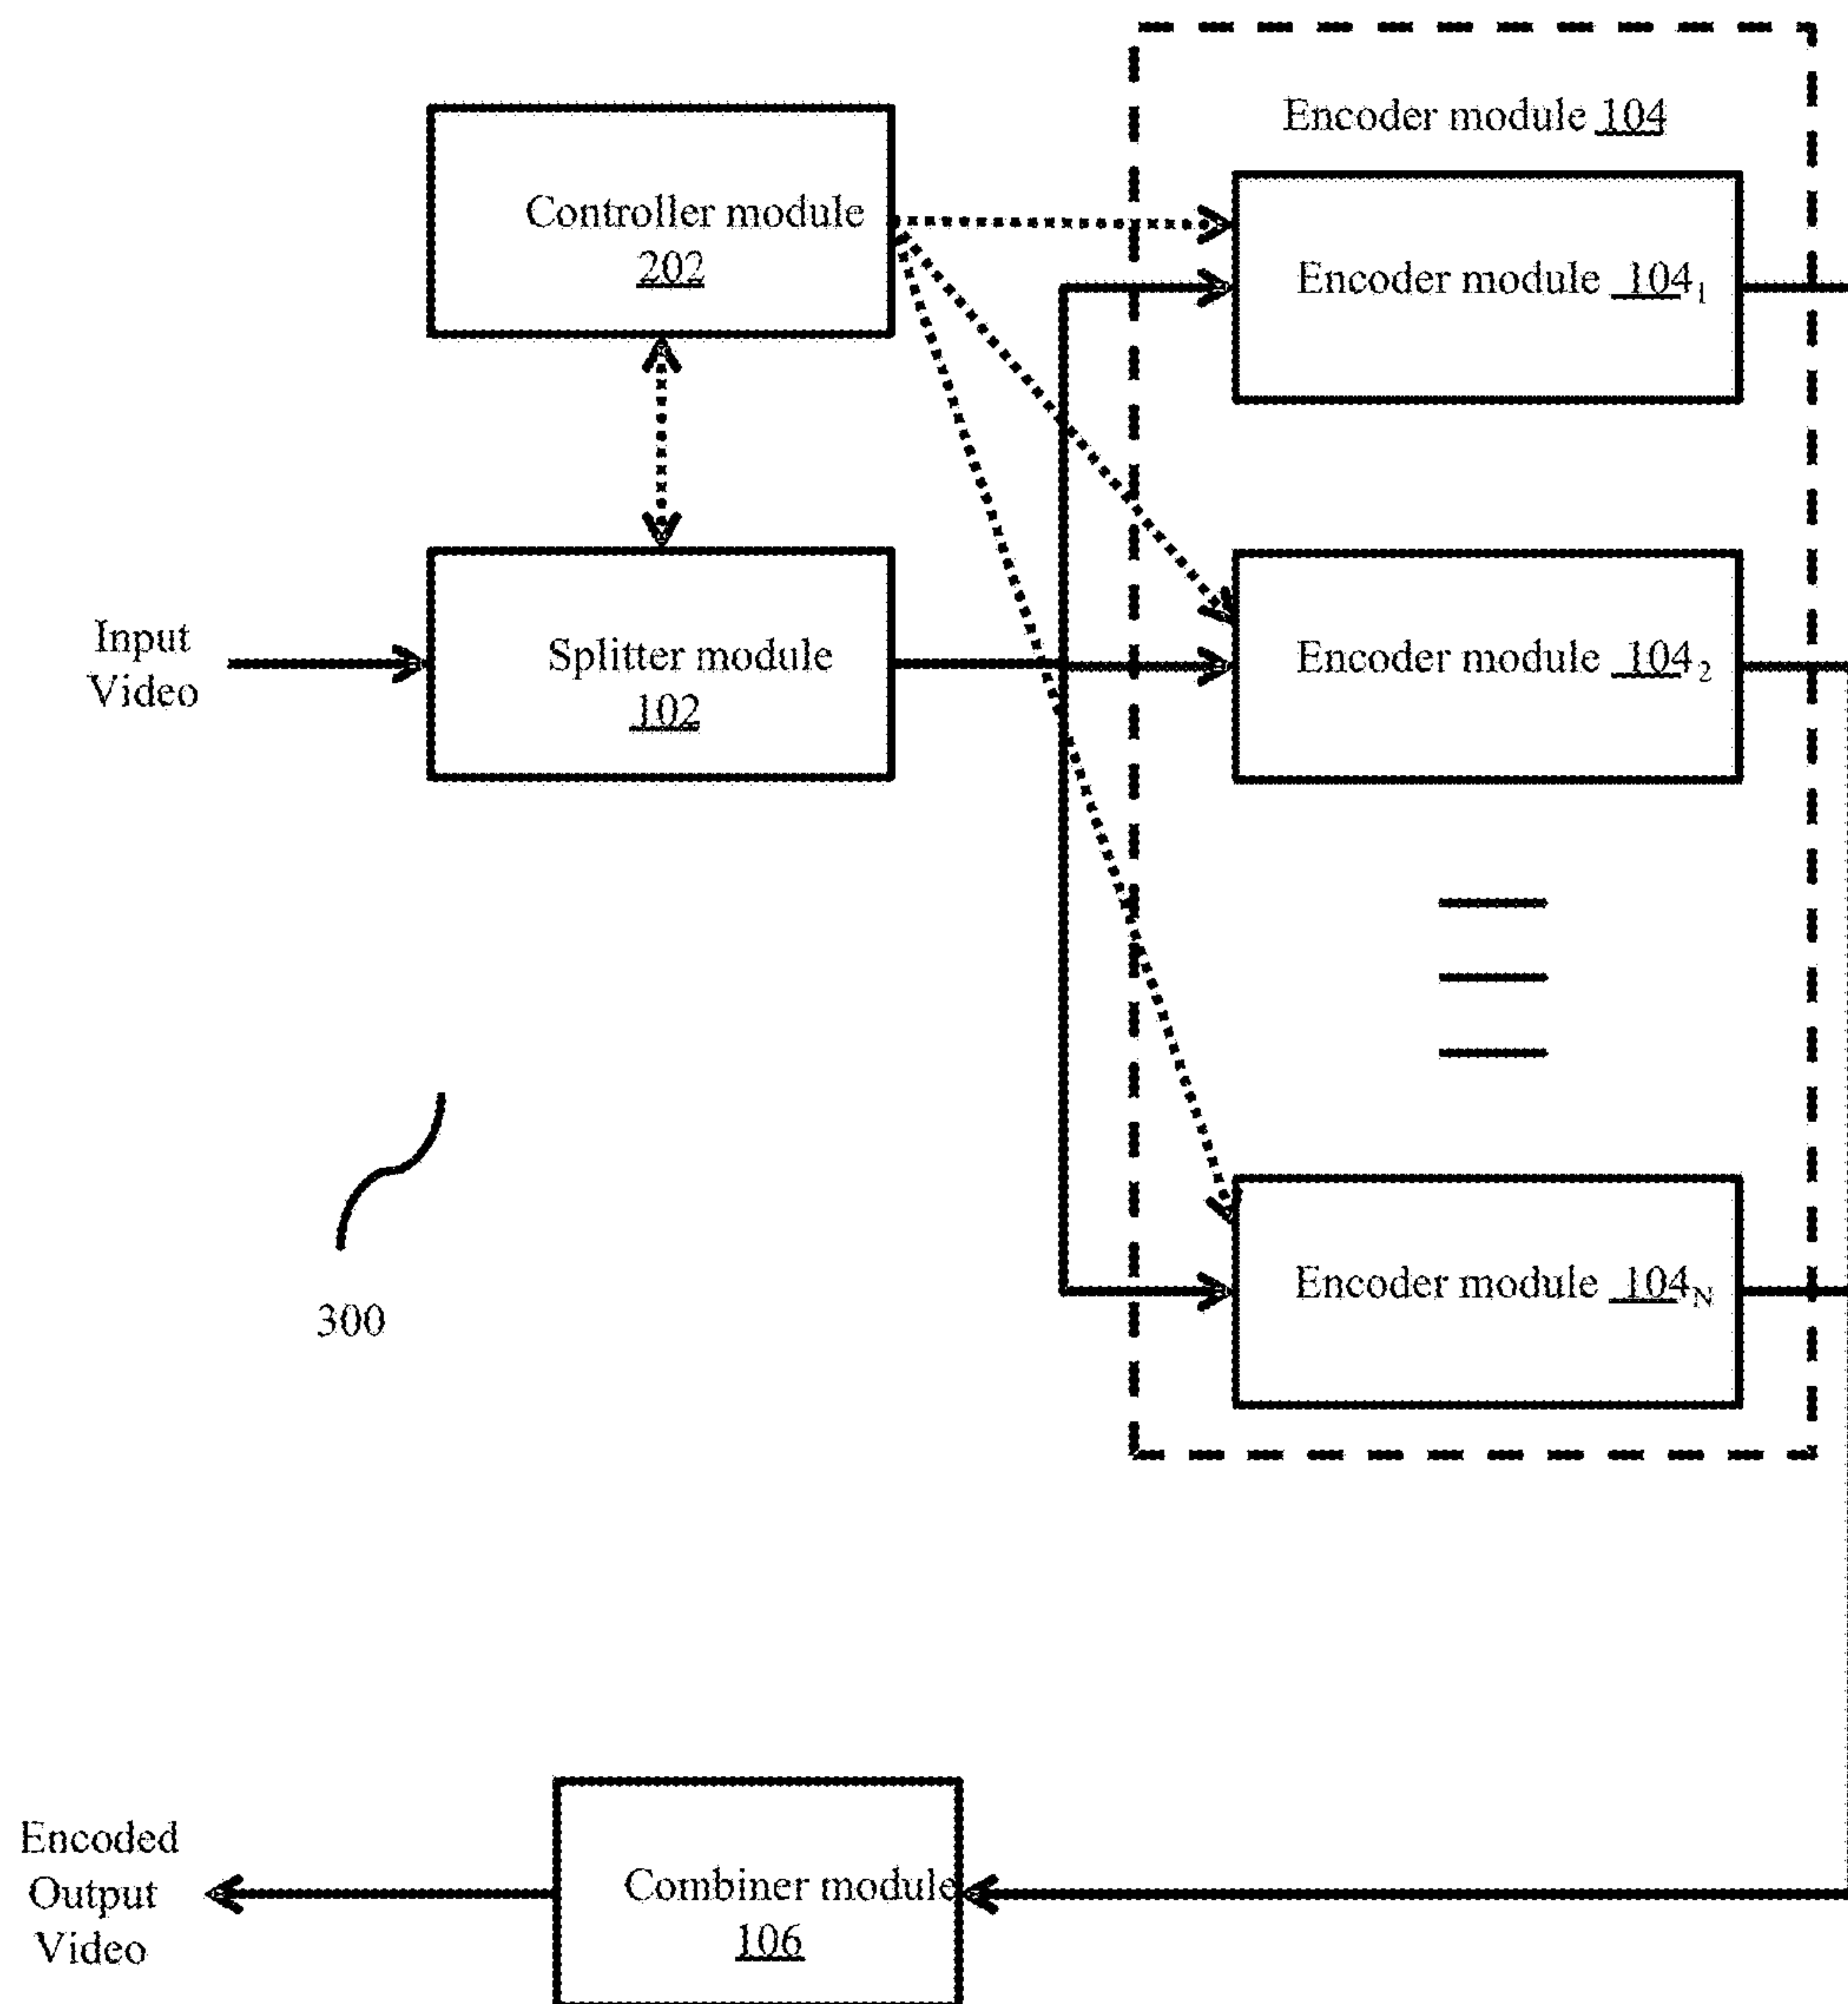 Encoder module 104
Controller module
202
Encoder module 104₁
Input
Video
Splitter module
102
Encoder module 104₂
Encoder module 104N
300
Encoded
Output
Video
Combiner module
106